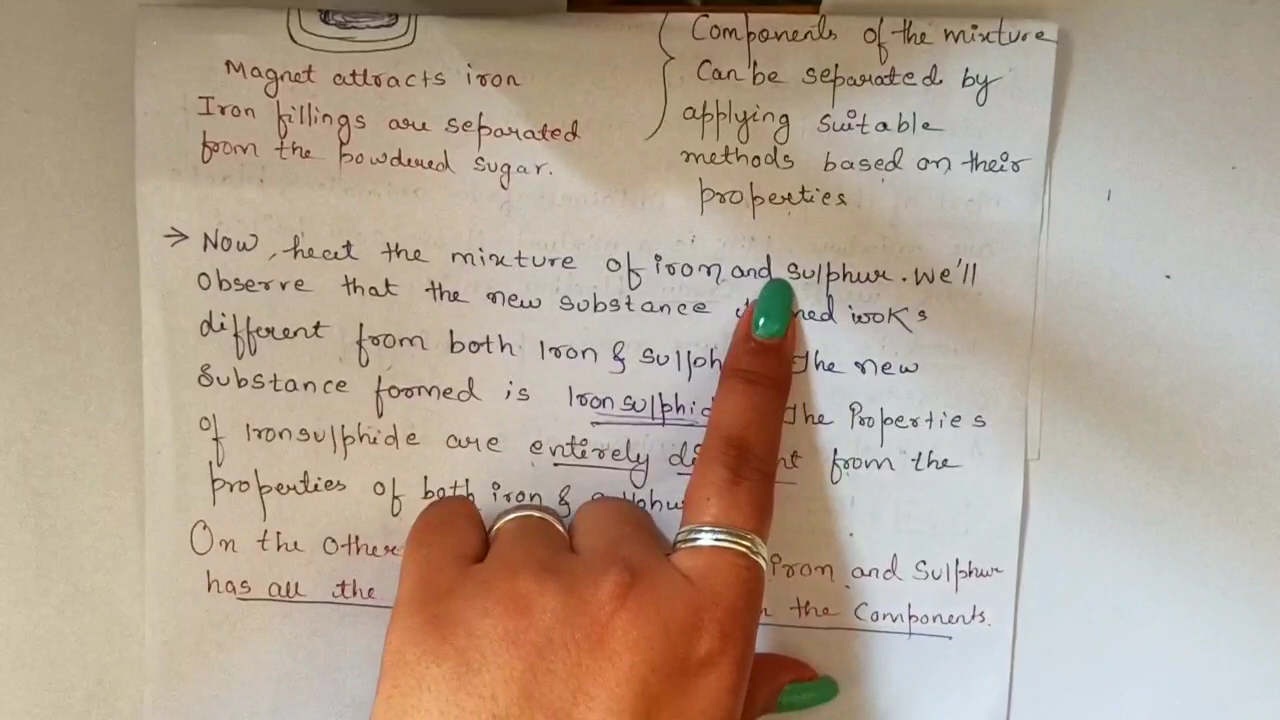 Magnet attracts iron
Iron fillings are separated
from the powdered sugar.
Components of the mixture
Can be separated by
applying suitable
methods based on their
properties
→ Now, heat the mixture of iron and sulphur. We'll
Observe that the new substance works
different from both Iron & The new
Substance formed is The Properties
of Ironsulphide are entirely from the
properties of both iron &
On the Other iron and Sulphur
has all the the Components.